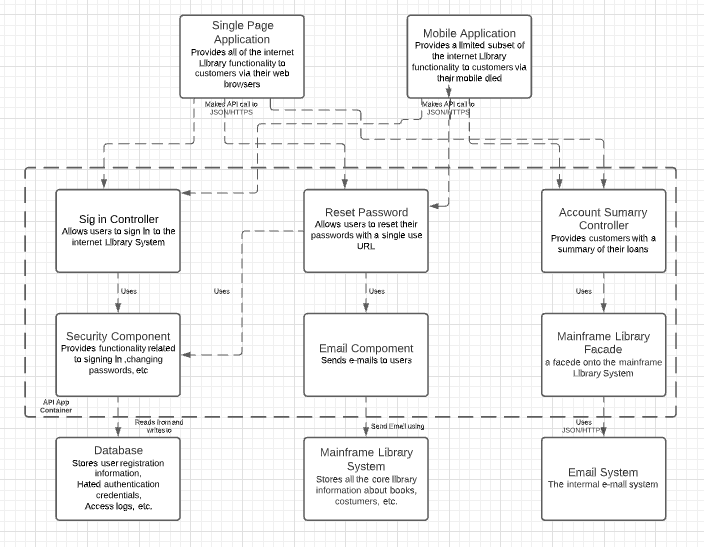 Single Page
Application
Provides all of the internet
Library functionality to
customers via their web
browsers
Mobile Application
Provides a limited subset of
the internet Library
functionality to customers via
their mobile died
Makes API call to
JSON/HTTPS
Makes API call to
JSON/HTTPS
Sig in Controller
Allows users to sign in to the
internet Library System
Reset Password
Allows users to reset their
passwords with a single use
URL
Account Sumarry
Controller
Provides customers with a
summary of their loans
Uses
Uses
Uses
Uses
Security Component
Provides functionality related
to signing in ,changing
passwords, etc
Email Component
Sends e-mails to users
Mainframe Library
Facade
a facede onto the mainframe
Library System
API App
Container
Reads from and
writes to
Send Email using
Uses
JSON/HTTPS
Database
Stores user registration
information,
Hated authentication
credentials,
Access logs, etc.
Mainframe Library
System
Stores all the core library
information about books,
costumers, etc.
Email System
The internal e-mail system